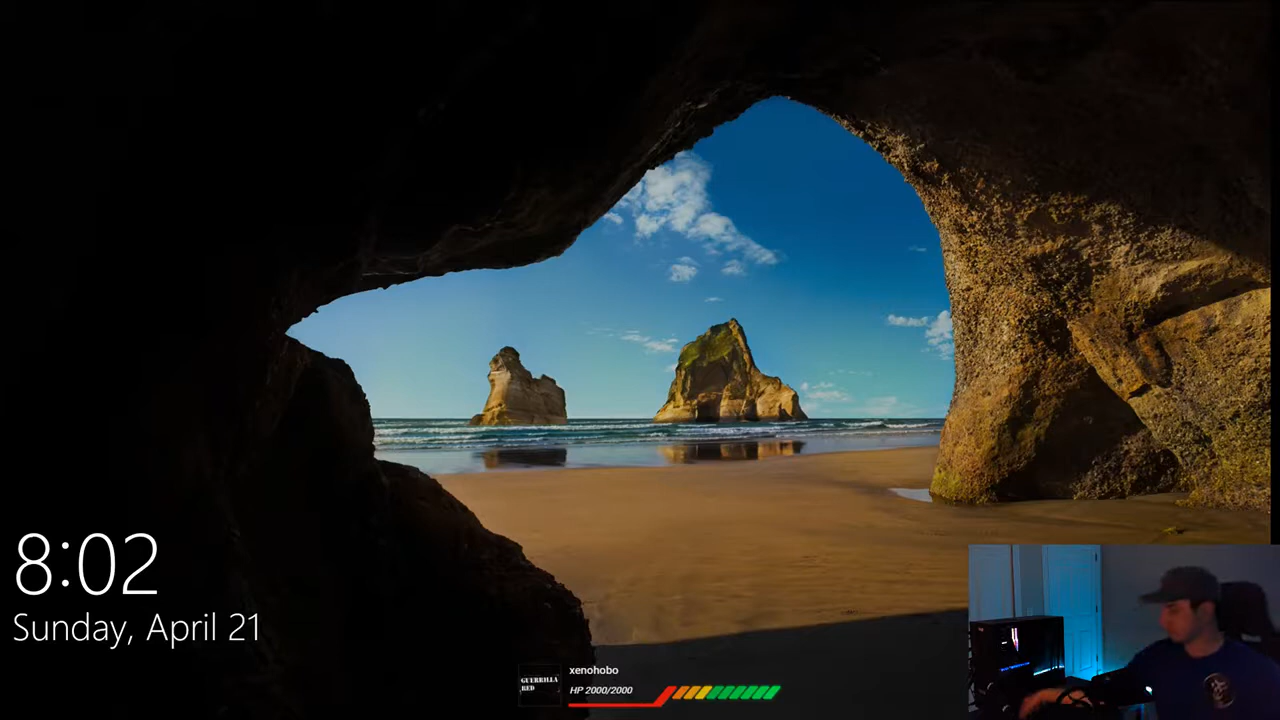 8:02
Sunday, April 21
xenohobo
GUERRILLA
RED
HP 2000/2000